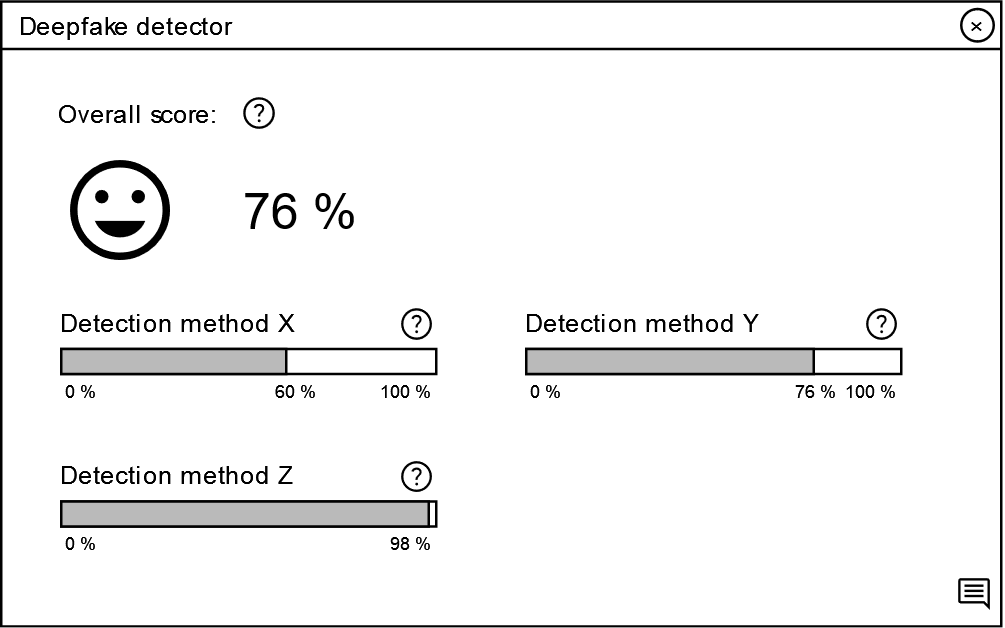 Deepfake detector ×
Overall score: ?
76 %
Detection method X ?
0 % 60 % 100 %
Detection method Y ?
0 % 76 % 100 %
Detection method Z ?
0 % 98 %